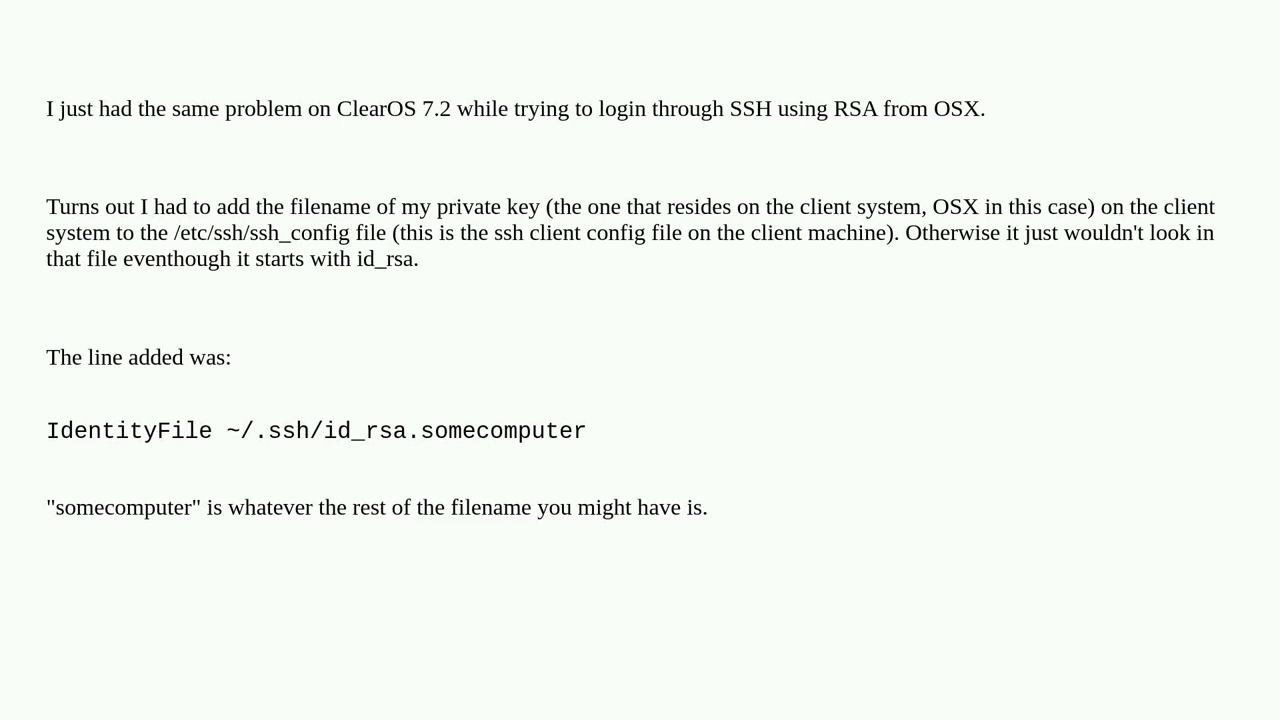 I just had the same problem on ClearOS 7.2 while trying to login through SSH using RSA from OSX.
Turns out I had to add the filename of my private key (the one that resides on the client system, OSX in this case) on the client
system to the /etc/ssh/ssh_config file (this is the ssh client config file on the client machine). Otherwise it just wouldn't look in
that file eventhough it starts with id_rsa.
The line added was:
IdentityFile ~/.ssh/id_rsa.somecomputer
"somecomputer" is whatever the rest of the filename you might have is.